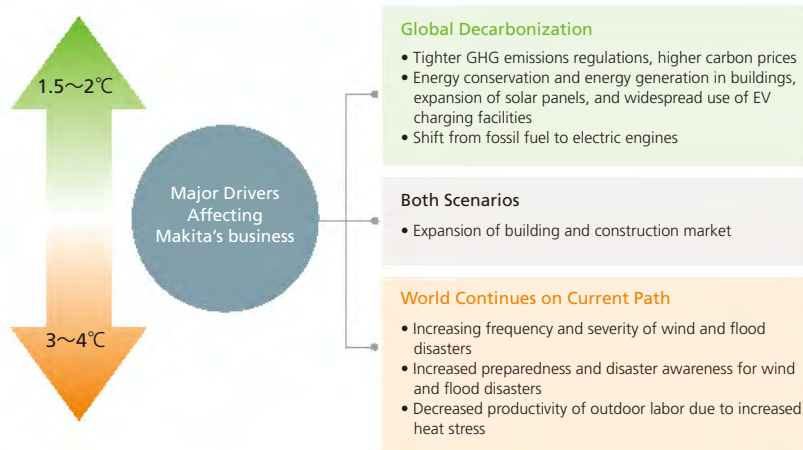 1.5～2℃
3～4℃
Major Drivers
Affecting
Makita's business
Global Decarbonization
• Tighter GHG emissions regulations, higher carbon prices
• Energy conservation and energy generation in buildings,
expansion of solar panels, and widespread use of EV
charging facilities
• Shift from fossil fuel to electric engines
Both Scenarios
• Expansion of building and construction market
World Continues on Current Path
• Increasing frequency and severity of wind and flood
disasters
• Increased preparedness and disaster awareness for wind
and flood disasters
• Decreased productivity of outdoor labor due to increased
heat stress